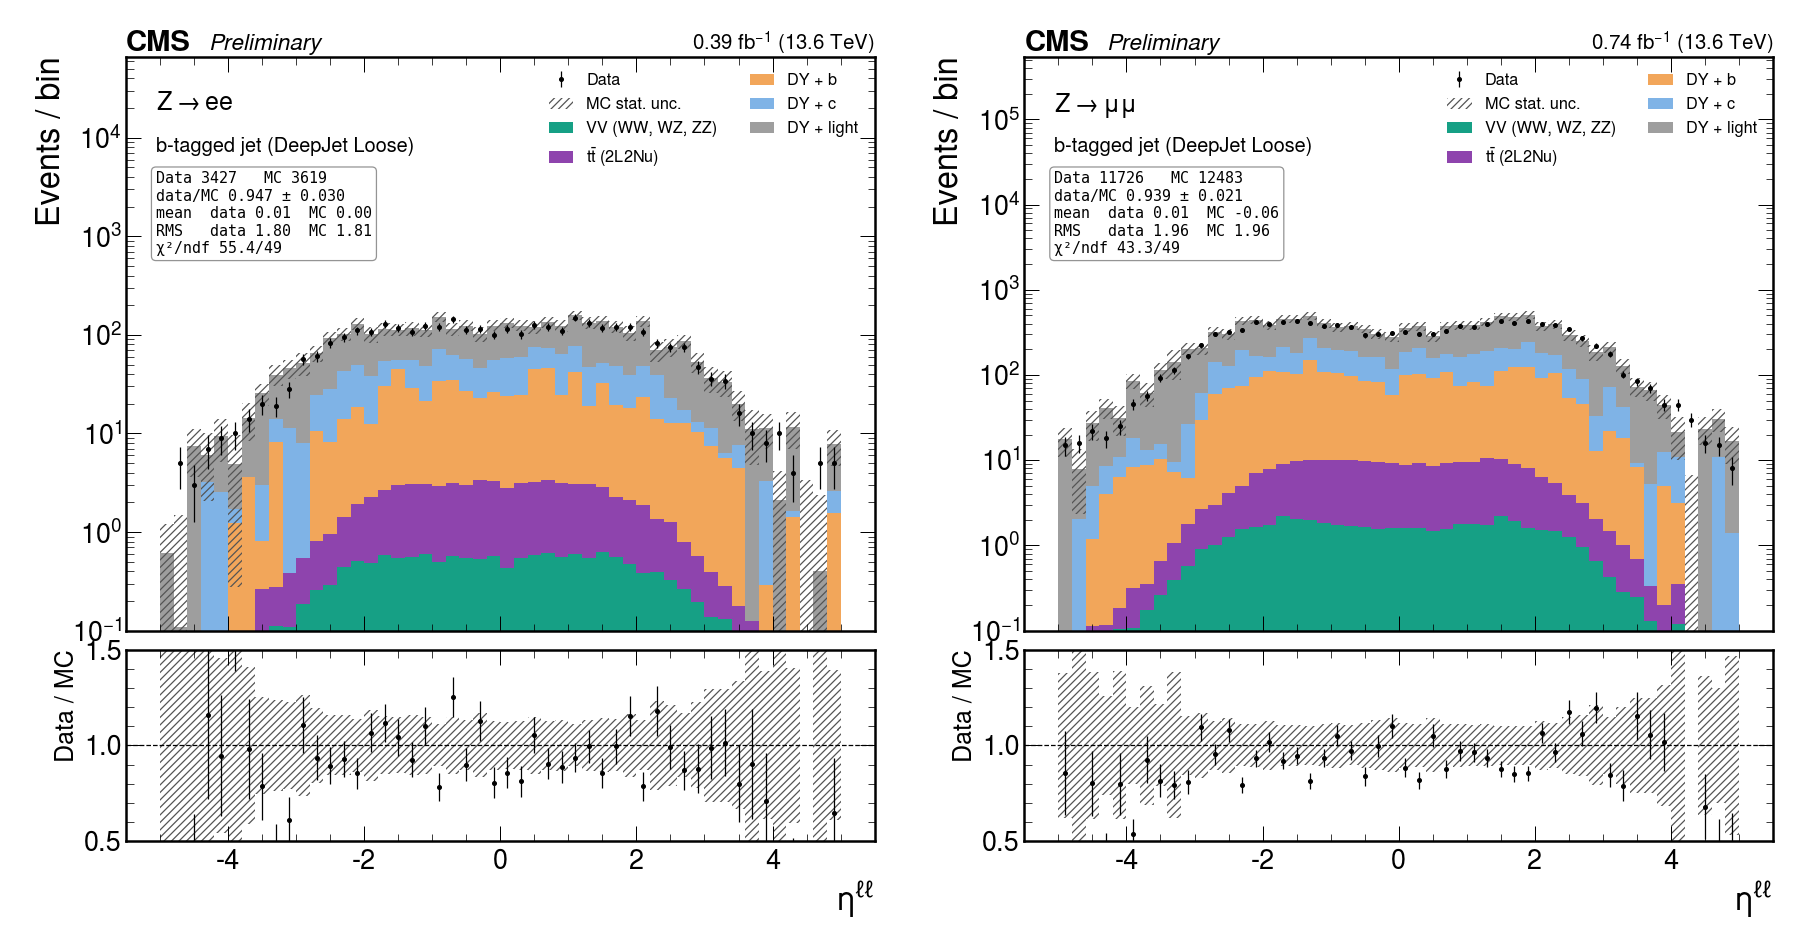 CMS Preliminary 0.39 fb⁻¹ (13.6 TeV)
Events / bin
Z → ee
b-tagged jet (DeepJet Loose)
Data 3427 MC 3619
data/MC 0.947 ± 0.030
mean data 0.01 MC 0.00
RMS data 1.80 MC 1.81
χ²/ndf 55.4/49
Data
MC stat. unc.
VV (WW, WZ, ZZ)
tt̄ (2L2Nu)
DY + b
DY + c
DY + light
10⁴
10³
10²
10¹
10⁰
10⁻¹
Data / MC
1.5
1.0
0.5
-4 -2 0 2 4
η^ℓℓ
CMS Preliminary 0.74 fb⁻¹ (13.6 TeV)
Events / bin
Z → μμ
b-tagged jet (DeepJet Loose)
Data 11726 MC 12483
data/MC 0.939 ± 0.021
mean data 0.01 MC -0.06
RMS data 1.96 MC 1.96
χ²/ndf 43.3/49
Data
MC stat. unc.
VV (WW, WZ, ZZ)
tt̄ (2L2Nu)
DY + b
DY + c
DY + light
10⁵
10⁴
10³
10²
10¹
10⁰
10⁻¹
Data / MC
1.5
1.0
0.5
-4 -2 0 2 4
η^ℓℓ